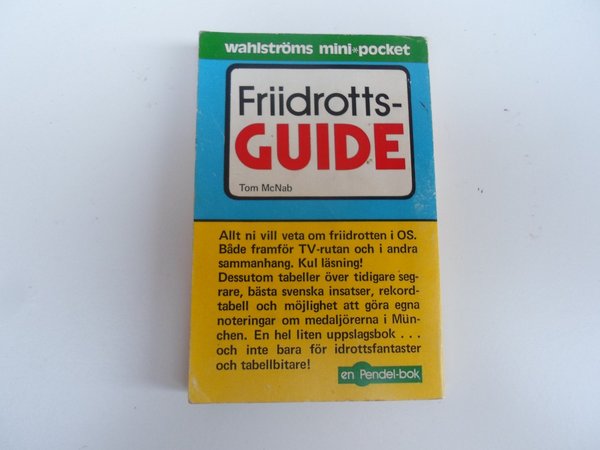 wahlströms mini*pocket
Friidrotts-
GUIDE
Tom McNab
Allt ni vill veta om friidrotten i OS.
Både framför TV-rutan och i andra
sammanhang. Kul läsning!
Dessutom tabeller över tidigare seg-
rare, bästa svenska insatser, rekord-
tabell och möjlighet att göra egna
noteringar om medaljörerna i Mün-
chen. En hel liten uppslagsbok . . .
och inte bara för idrottsfantaster
och tabellbitare!
en Pendel-bok